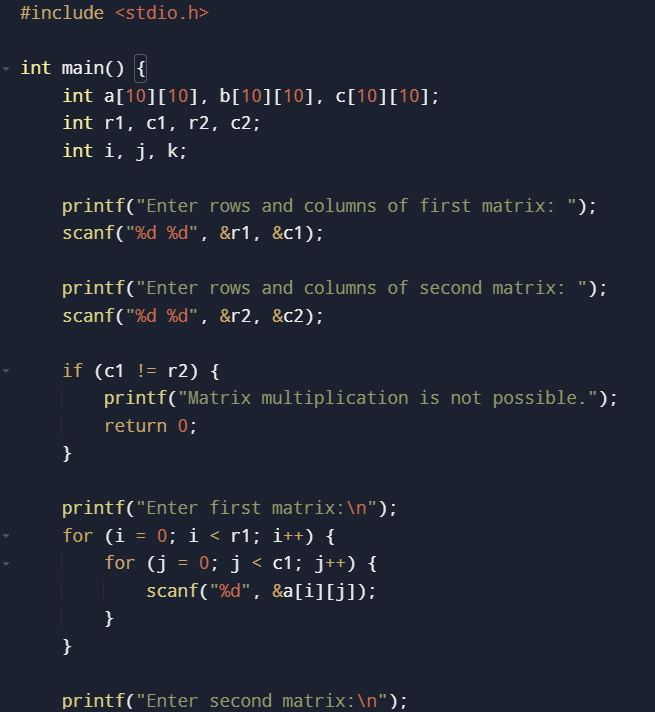 #include <stdio.h>
int main() {
int a[10][10], b[10][10], c[10][10];
int r1, c1, r2, c2;
int i, j, k;
printf("Enter rows and columns of first matrix: ");
scanf("%d %d", &r1, &c1);
printf("Enter rows and columns of second matrix: ");
scanf("%d %d", &r2, &c2);
if (c1 != r2) {
printf("Matrix multiplication is not possible.");
return 0;
}
printf("Enter first matrix:\n");
for (i = 0; i < r1; i++) {
for (j = 0; j < c1; j++) {
scanf("%d", &a[i][j]);
}
}
printf("Enter second matrix:\n");